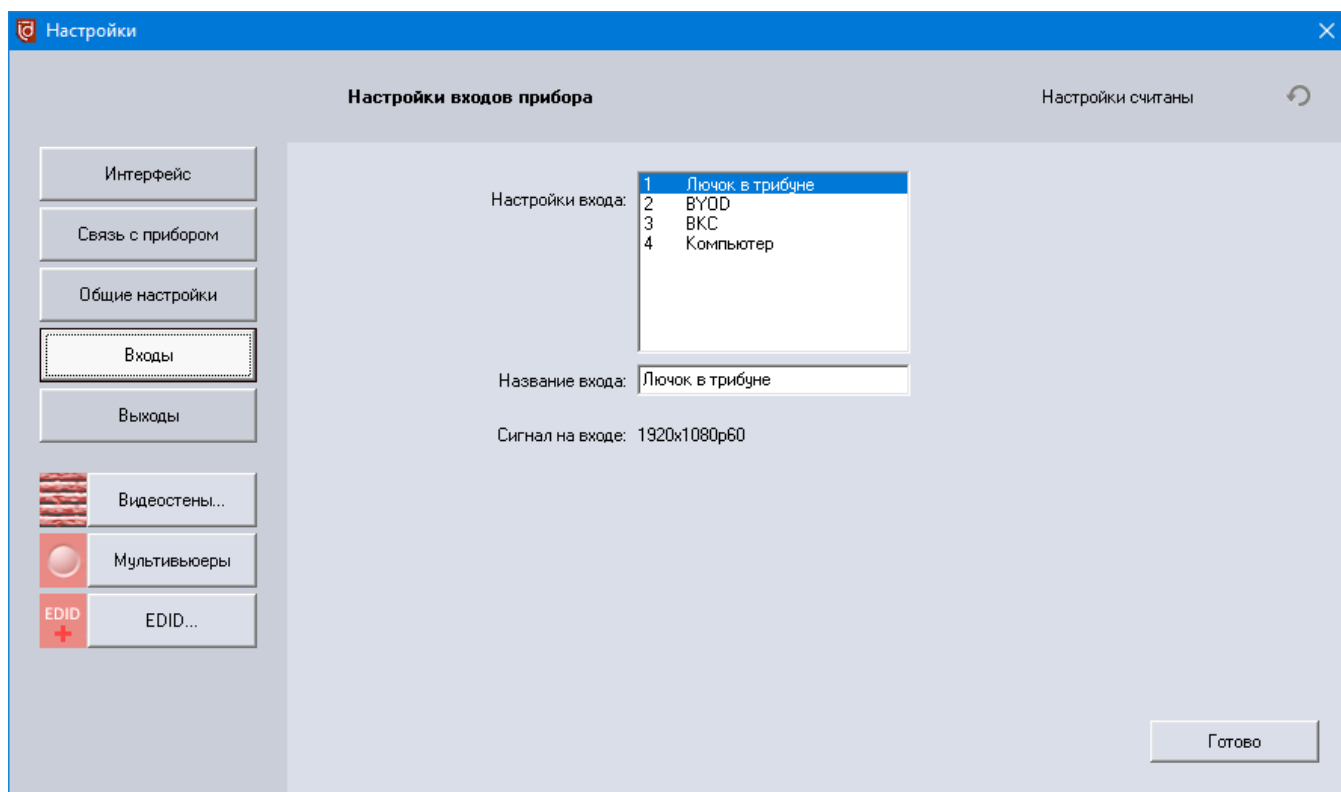 Настройки
Настройки входов прибора
Настройки считаны
Интерфейс
Связь с прибором
Общие настройки
Входы
Выходы
Видеостены...
Мультивьюеры
EDID
EDID...
Настройки входа:
1 Лючок в трибуне
2 BYOD
3 ВКС
4 Компьютер
Название входа: Лючок в трибуне
Сигнал на входе: 1920x1080p60
Готово